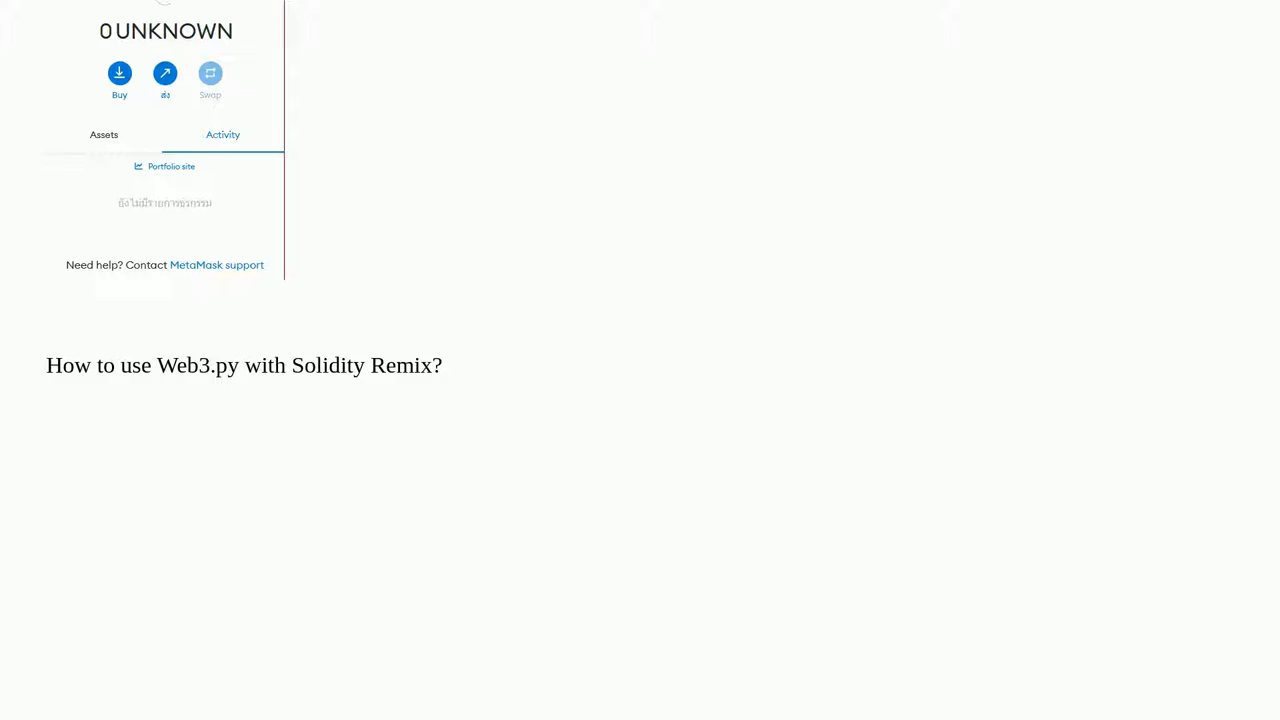 0 UNKNOWN
Buy ส่ง Swap
Assets Activity
Portfolio site
ยังไม่มีรายการธุรกรรม
Need help? Contact MetaMask support
How to use Web3.py with Solidity Remix?